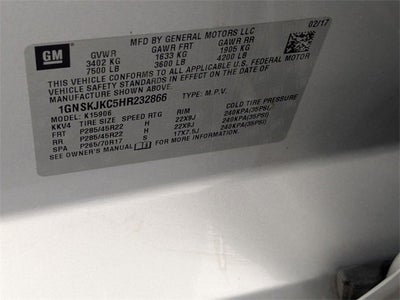 GM
MFD BY GENERAL MOTORS LLC 02/17
GVWR GAWR FRT GAWR RR
3402 KG 1633 KG 1905 KG
7500 LB 3600 LB 4200 LB
THIS VEHICLE CONFORMS TO ALL APPLICABLE U.S. FEDERAL MOTOR
VEHICLE SAFETY STANDARDS IN EFFECT ON THE DATE OF
MANUFACTURE SHOWN ABOVE.
1GNSKJKC5HR232866 TYPE: M.P.V.
MODEL: K15906
KKV4 TIRE SIZE SPEED RTG RIM COLD TIRE PRESSURE
FRT P285/45R22 H 22X9J 240KPA(35PSI)
RR P285/45R22 H 22X9J 240KPA(35PSI)
SPA P265/70R17 S 17X7.5J 240KPA(35PSI)
SEE OWNER'S MANUAL FOR MORE INFORMATION.